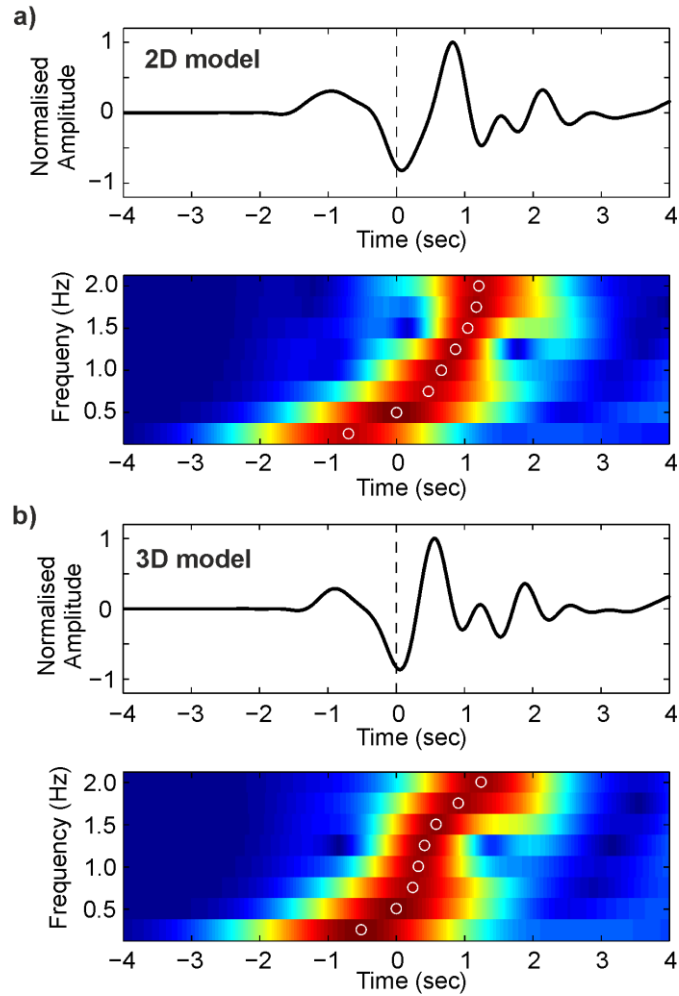 a)
2D model
Normalised
Amplitude
1
0
−1
−4 −3 −2 −1 0 1 2 3 4
Time (sec)
Frequeny (Hz)
2.0
1.5
1.0
0.5
−4 −3 −2 −1 0 1 2 3 4
Time (sec)
b)
3D model
Normalised
Amplitude
1
0
−1
−4 −3 −2 −1 0 1 2 3 4
Time (sec)
Frequency (Hz)
2.0
1.5
1.0
0.5
−4 −3 −2 −1 0 1 2 3 4
Time (sec)